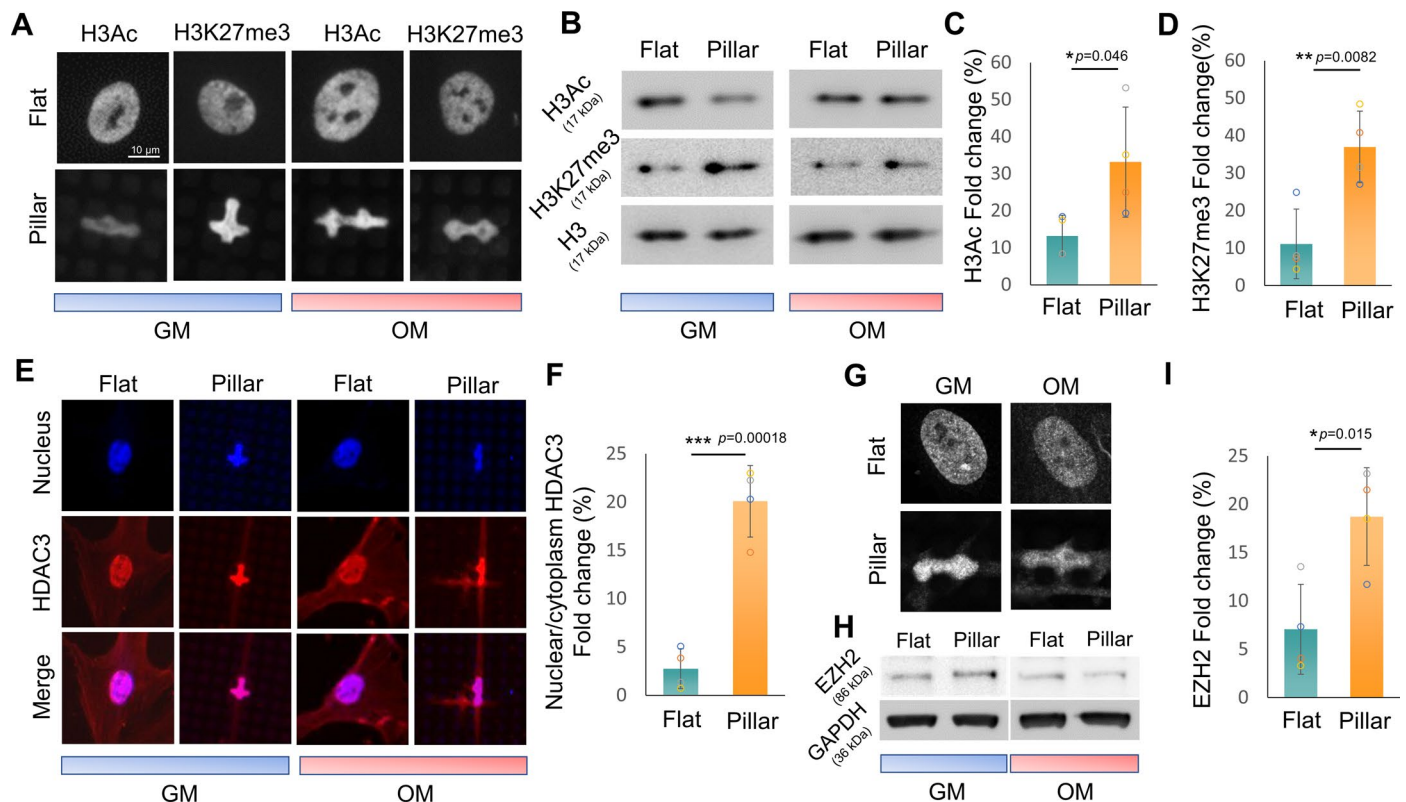 A
H3Ac
H3K27me3
H3Ac
H3K27me3
Flat
10 µm
Pillar
GM
OM
B
Flat
Pillar
Flat
Pillar
H3Ac
(17 kDa)
H3K27me3
(17 kDa)
H3
(17 kDa)
GM
OM
C
H3Ac Fold change (%)
60
50
40
30
20
10
0
*p=0.046
Flat
Pillar
D
H3K27me3 Fold change(%)
60
50
40
30
20
10
0
**p=0.0082
Flat
Pillar
E
Flat
Pillar
Flat
Pillar
Nucleus
HDAC3
Merge
GM
OM
F
Nuclear/cytoplasm HDAC3
Fold change (%)
25
20
15
10
5
0
*** p=0.00018
Flat
Pillar
G
GM
OM
Flat
Pillar
H
Flat
Pillar
Flat
Pillar
EZH2
(86 kDa)
GAPDH
(36 kDa)
GM
OM
I
EZH2 Fold change (%)
25
20
15
10
5
0
*p=0.015
Flat
Pillar